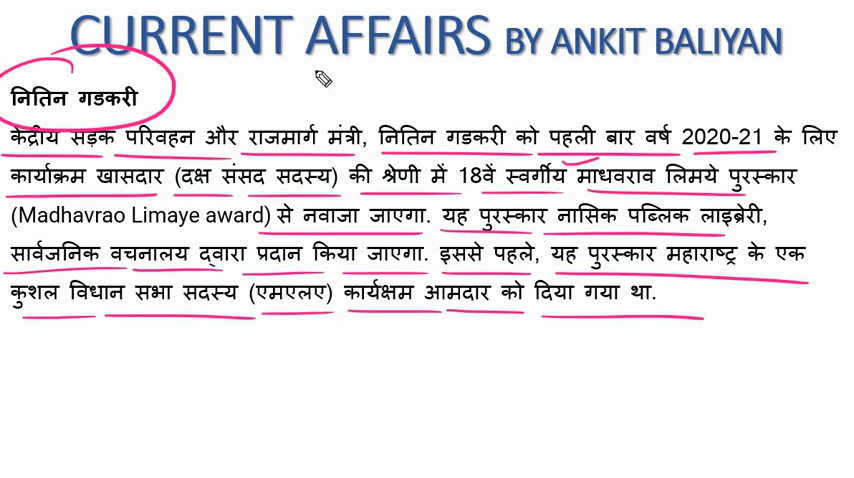 CURRENT AFFAIRS BY ANKIT BALIYAN
नितिन गडकरी
केंद्रीय सड़क परिवहन और राजमार्ग मंत्री, नितिन गडकरी को पहली बार वर्ष 2020-21 के लिए
कार्याक्रम खासदार (दक्ष संसद सदस्य) की श्रेणी में 18वें स्वर्गीय माधवराव लिमये पुरस्कार
(Madhavrao Limaye award) से नवाजा जाएगा. यह पुरस्कार नासिक पब्लिक लाइब्रेरी,
सार्वजनिक वचनालय द्वारा प्रदान किया जाएगा. इससे पहले, यह पुरस्कार महाराष्ट्र के एक
कुशल विधान सभा सदस्य (एमएलए) कार्यक्षम आमदार को दिया गया था.